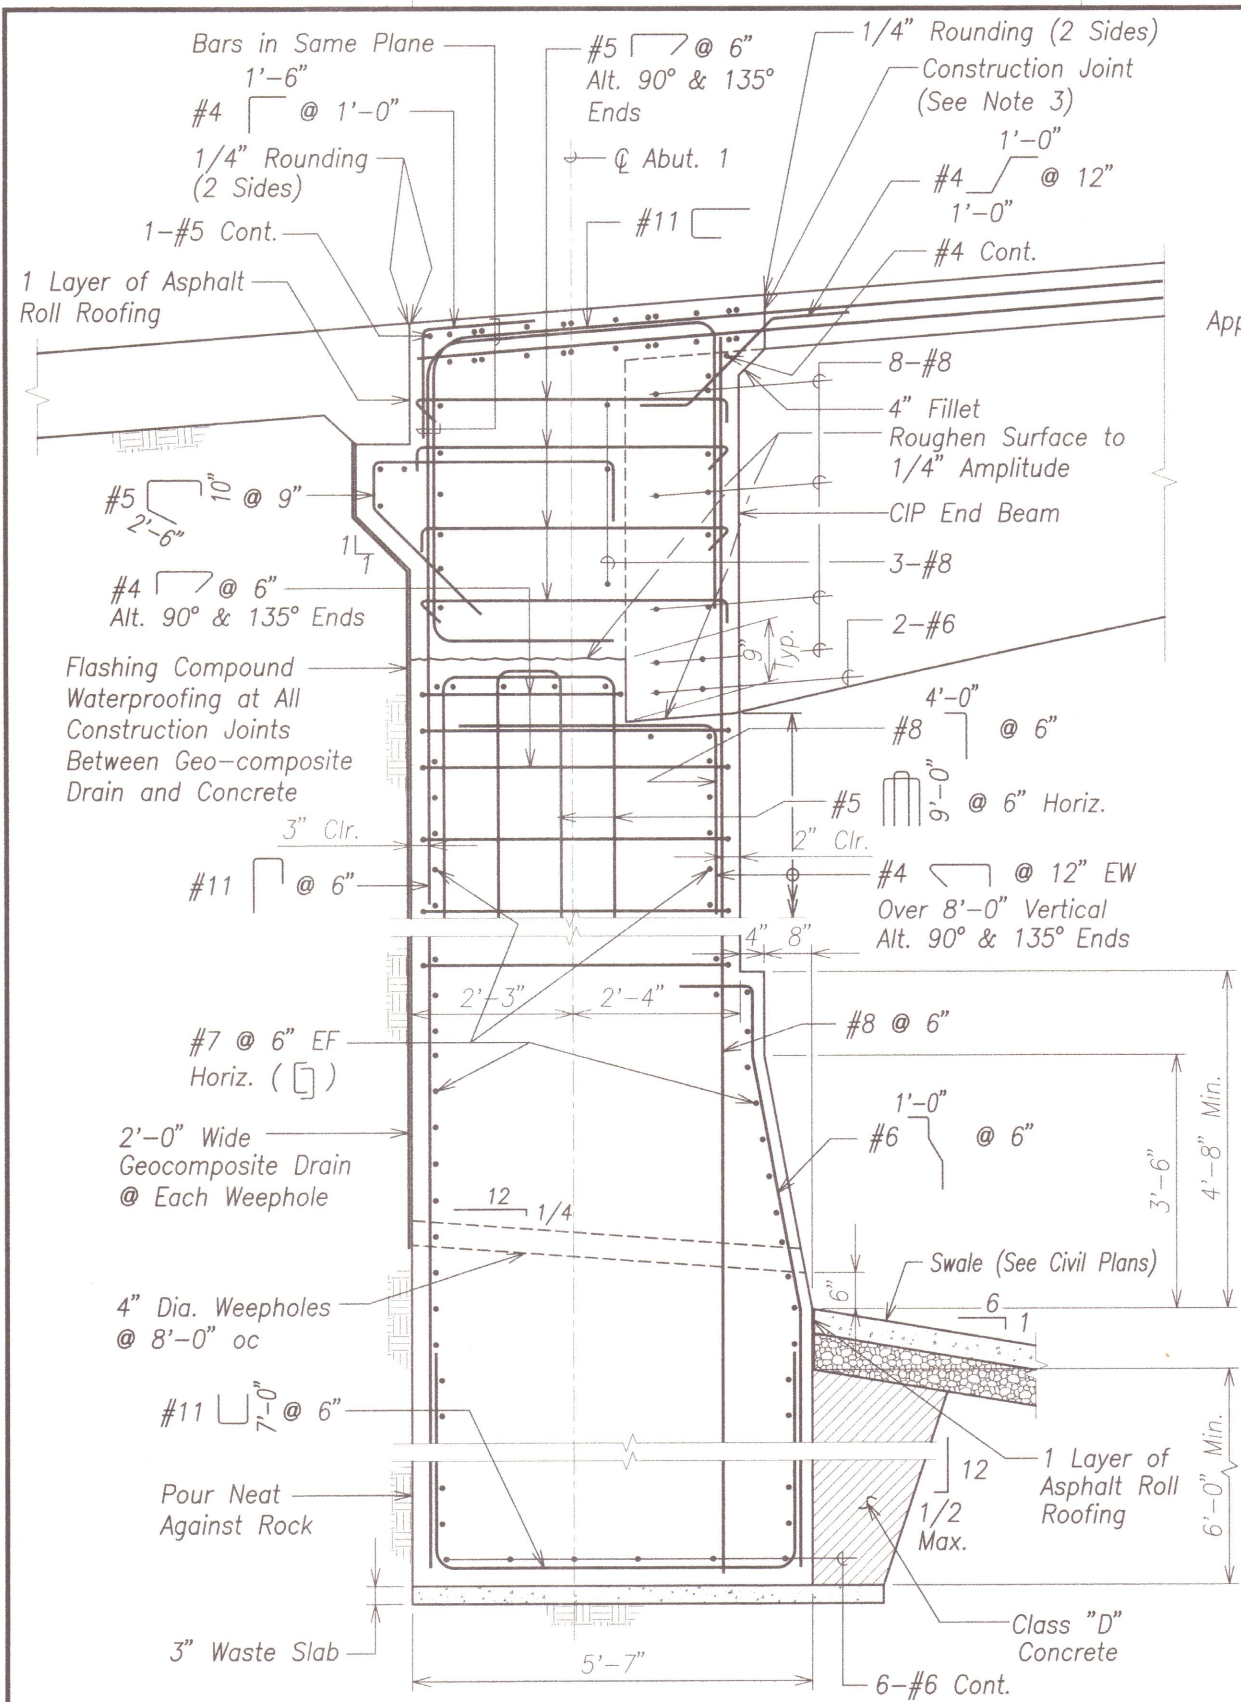 Bars in Same Plane
1'-6"
#4 @ 1'-0"
1/4" Rounding
(2 Sides)
1-#5 Cont.
1 Layer of Asphalt
Roll Roofing
#5 @ 6"
Alt. 90° & 135°
Ends
℄ Abut. 1
#11
1/4" Rounding (2 Sides)
Construction Joint
(See Note 3)
1'-0"
#4 @ 12"
1'-0"
#4 Cont.
App
8-#8
4" Fillet
Roughen Surface to
1/4" Amplitude
CIP End Beam
3-#8
2-#6
9"
Typ.
#5 10" @ 9"
2'-6"
1
1
#4 @ 6"
Alt. 90° & 135° Ends
Flashing Compound
Waterproofing at All
Construction Joints
Between Geo-composite
Drain and Concrete
4'-0"
#8 @ 6"
#5 9'-0" @ 6" Horiz.
3" Clr.
2" Clr.
#11 @ 6"
#4 @ 12" EW
Over 8'-0" Vertical
Alt. 90° & 135° Ends
4" 8"
2'-3" 2'-4"
#7 @ 6" EF
Horiz. ( )
#8 @ 6"
1'-0"
#6 @ 6"
3'-6"
4'-8" Min.
2'-0" Wide
Geocomposite Drain
@ Each Weephole
12
1/4
6"
Swale (See Civil Plans)
6
1
4" Dia. Weepholes
@ 8'-0" oc
#11 7'-0" @ 6"
Pour Neat
Against Rock
12
1/2
Max.
1 Layer of
Asphalt Roll
Roofing
6'-0" Min.
3" Waste Slab
5'-7"
Class "D"
Concrete
6-#6 Cont.